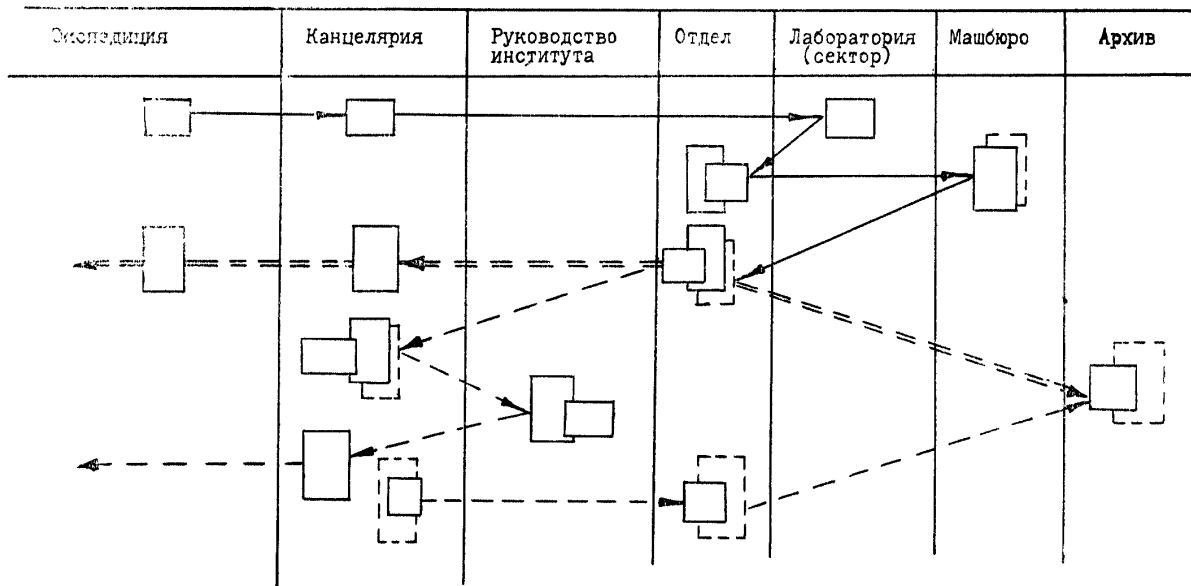 Экспедиция
Канцелярия
Руководство
института
Отдел
Лаборатория
(сектор)
Машбюро
Архив